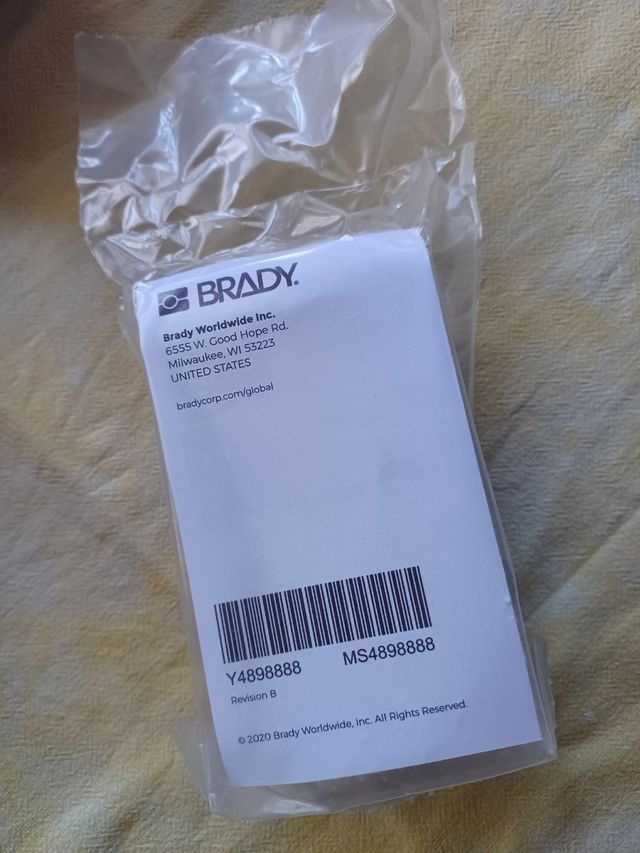 BRADY.
Brady Worldwide Inc.
6555 W. Good Hope Rd.
Milwaukee, WI 53223
UNITED STATES
bradycorp.com/global
Y4898888 MS4898888
Revision B
© 2020 Brady Worldwide, Inc. All Rights Reserved.